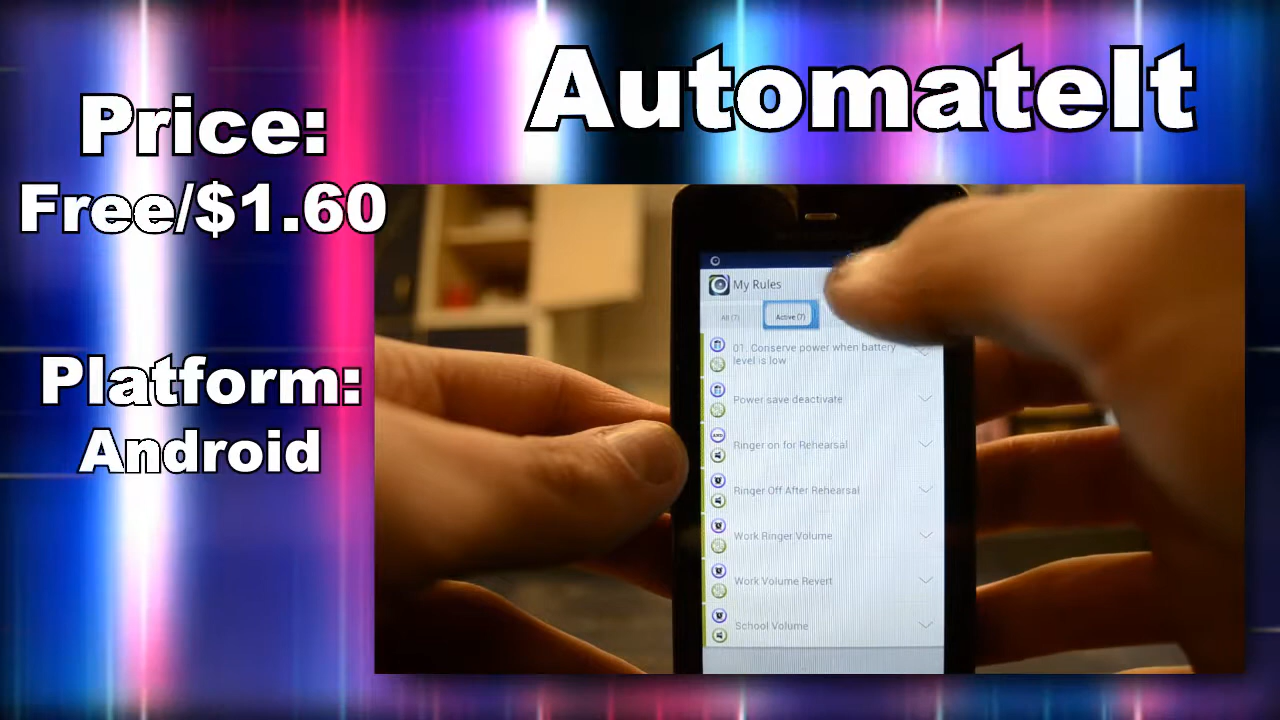 AutomateIt
Price:
Free/$1.60
Platform:
Android
My Rules
All (7)
Active (7)
01. Conserve power when battery
level is low
Power save deactivate
Ringer on for Rehearsal
Ringer Off After Rehearsal
Work Ringer Volume
Work Volume Revert
School Volume